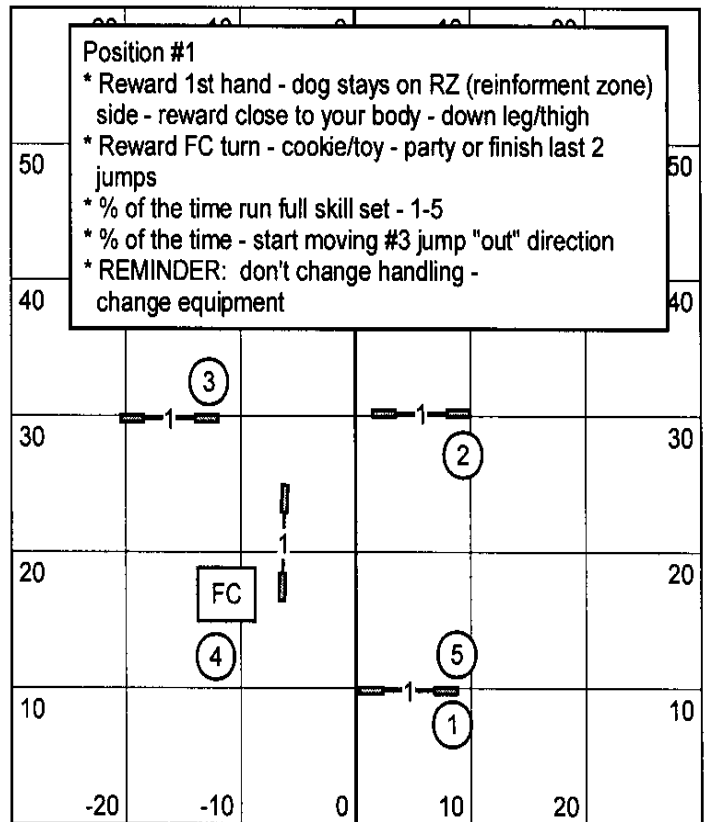 Position #1
* Reward 1st hand - dog stays on RZ (reinforment zone)
side - reward close to your body - down leg/thigh
* Reward FC turn - cookie/toy - party or finish last 2
jumps
* % of the time run full skill set - 1-5
* % of the time - start moving #3 jump "out" direction
* REMINDER: don't change handling -
change equipment
50 50
40 40
3
1 1
30 30
2
1
20 20
FC
4 5
1
10 10
1
-20 -10 0 10 20